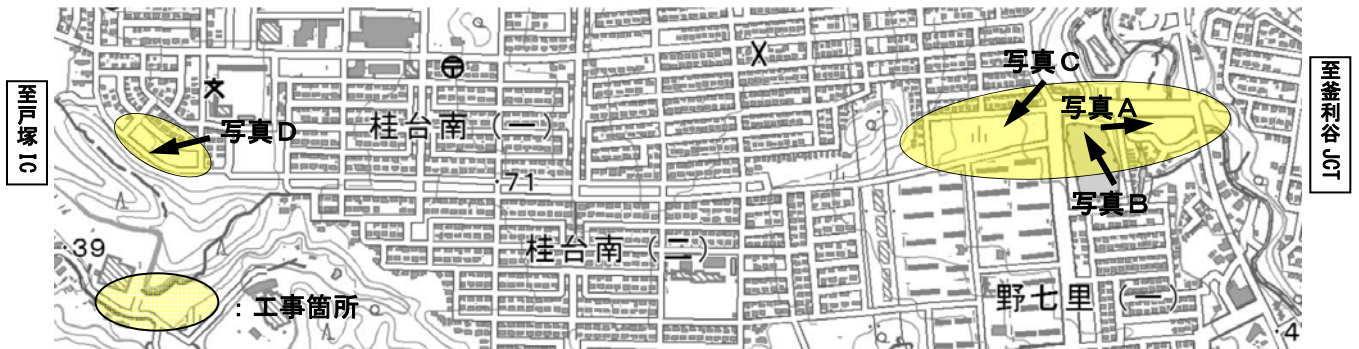 至戸塚IC
写真D
桂台南（一）
・71
桂台南（二）
・39
：工事箇所
写真C
写真A
写真B
野七里（一）
・4
至釜利谷JCT